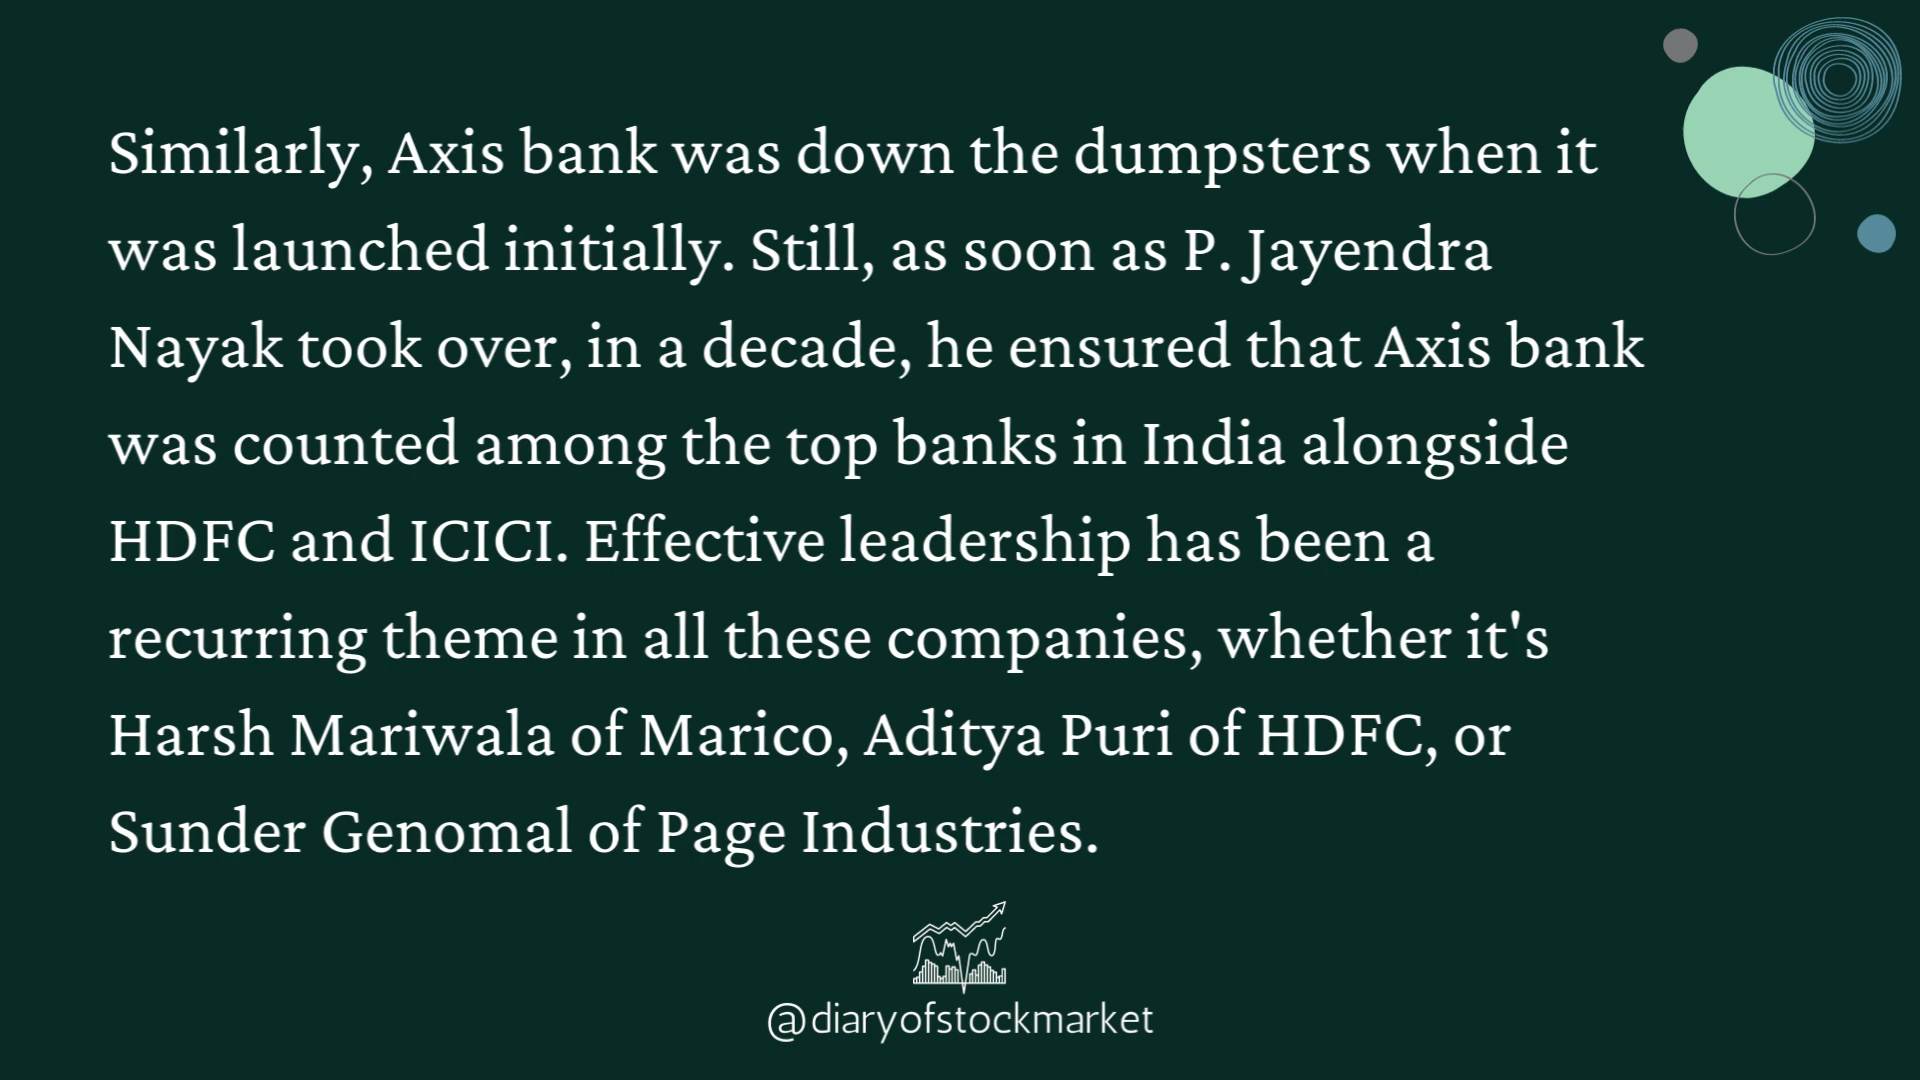 Similarly, Axis bank was down the dumpsters when it
was launched initially. Still, as soon as P. Jayendra
Nayak took over, in a decade, he ensured that Axis bank
was counted among the top banks in India alongside
HDFC and ICICI. Effective leadership has been a
recurring theme in all these companies, whether it's
Harsh Mariwala of Marico, Aditya Puri of HDFC, or
Sunder Genomal of Page Industries.
@diaryofstockmarket